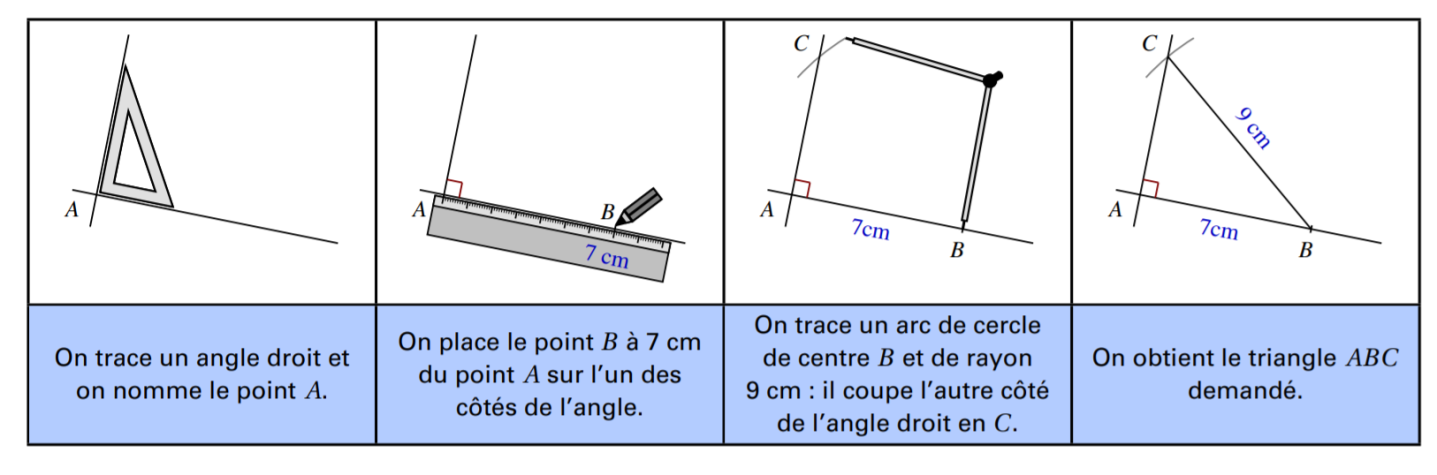 A
A
B
7 cm
C
A
7cm
B
C
9 cm
A
7cm
B
On trace un angle droit et
on nomme le point A.
On place le point B à 7 cm
du point A sur l’un des
côtés de l’angle.
On trace un arc de cercle
de centre B et de rayon
9 cm : il coupe l’autre côté
de l’angle droit en C.
On obtient le triangle ABC
demandé.